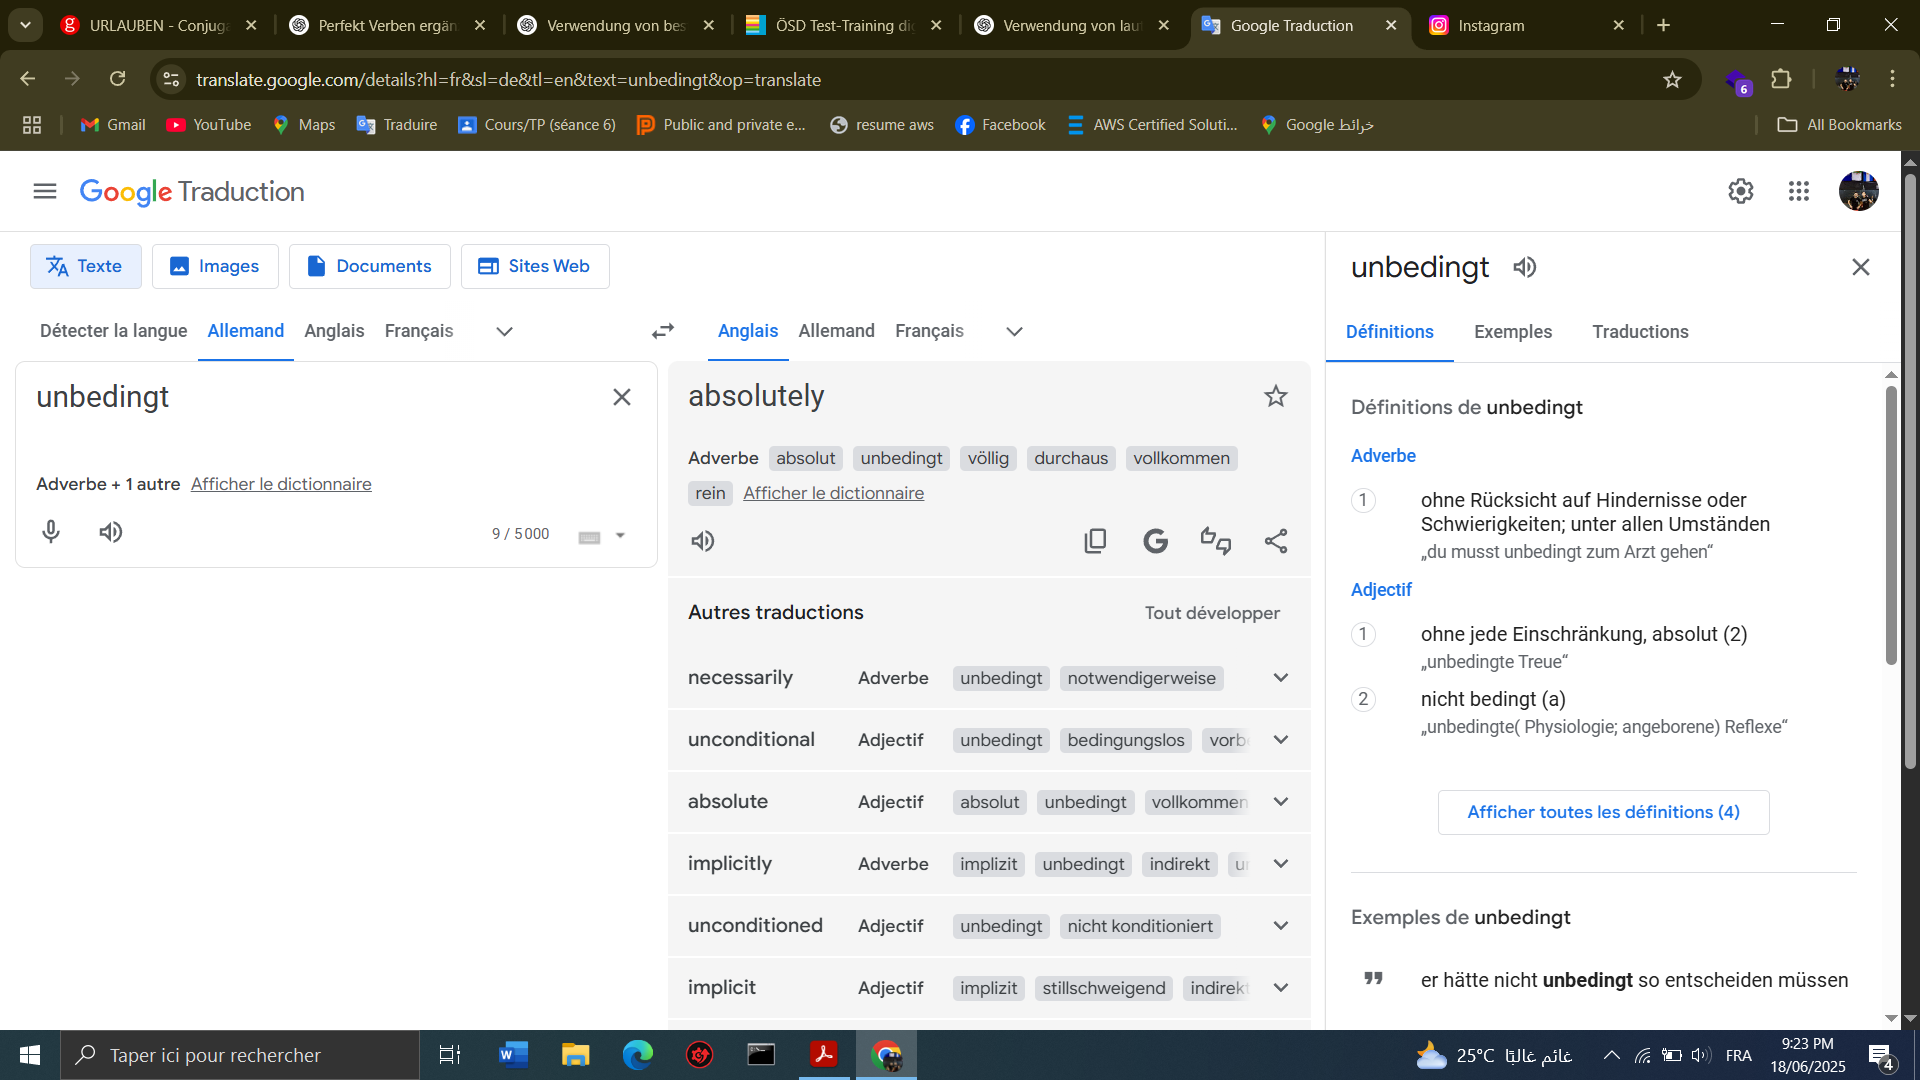 URLAUBEN - Conjuga
Perfekt Verben ergän
Verwendung von bes
ÖSD Test-Training dig
Verwendung von laut
Google Traduction
Instagram
translate.google.com/details?hl=fr&sl=de&tl=en&text=unbedingt&op=translate
6
Gmail
YouTube
Maps
Traduire
Cours/TP (séance 6)
Public and private e...
resume aws
Facebook
AWS Certified Soluti...
خرائط Google
All Bookmarks
Google Traduction
Texte
Images
Documents
Sites Web
Détecter la langue
Allemand
Anglais
Français
Anglais
Allemand
Français
unbedingt
Adverbe + 1 autre Afficher le dictionnaire
9 / 5 000
absolutely
Adverbe absolut unbedingt völlig durchaus vollkommen
rein Afficher le dictionnaire
Autres traductions
Tout développer
necessarily Adverbe unbedingt notwendigerweise
unconditional Adjectif unbedingt bedingungslos vorbe
absolute Adjectif absolut unbedingt vollkommen
implicitly Adverbe implizit unbedingt indirekt
unconditioned Adjectif unbedingt nicht konditioniert
implicit Adjectif implizit stillschweigend indirekt
unbedingt
Définitions
Exemples
Traductions
Définitions de unbedingt
Adverbe
1
ohne Rücksicht auf Hindernisse oder
Schwierigkeiten; unter allen Umständen
„du musst unbedingt zum Arzt gehen“
Adjectif
1
ohne jede Einschränkung, absolut (2)
„unbedingte Treue“
2
nicht bedingt (a)
„unbedingte( Physiologie; angeborene) Reflexe“
Afficher toutes les définitions (4)
Exemples de unbedingt
er hätte nicht unbedingt so entscheiden müssen
Taper ici pour rechercher
25°C غائم غالبًا
FRA
9:23 PM
18/06/2025
4